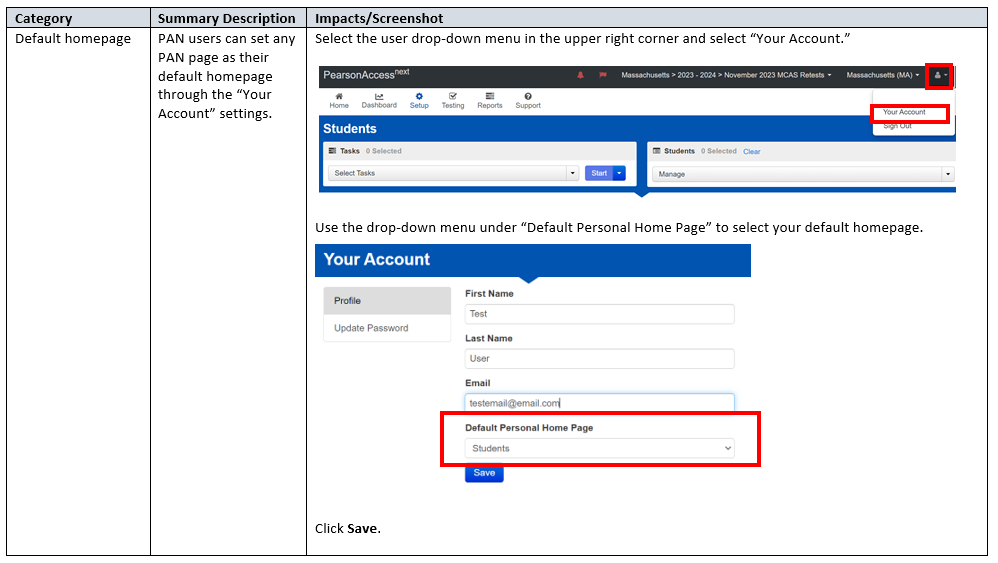 Category Summary Description Impacts/Screenshot
Default homepage
PAN users can set any
PAN page as their
default homepage
through the “Your
Account” settings.
Select the user drop-down menu in the upper right corner and select “Your Account.”
PearsonAccessnext Massachusetts > 2023 - 2024 > November 2023 MCAS Retests Massachusetts (MA)
Home Dashboard Setup Testing Reports Support
Your Account
Sign Out
Students
Tasks 0 Selected
Select Tasks Start
Students 0 Selected Clear
Manage
Use the drop-down menu under “Default Personal Home Page” to select your default homepage.
Your Account
Profile
Update Password
First Name
Test
Last Name
User
Email
testemail@email.com
Default Personal Home Page
Students
Save
Click Save.